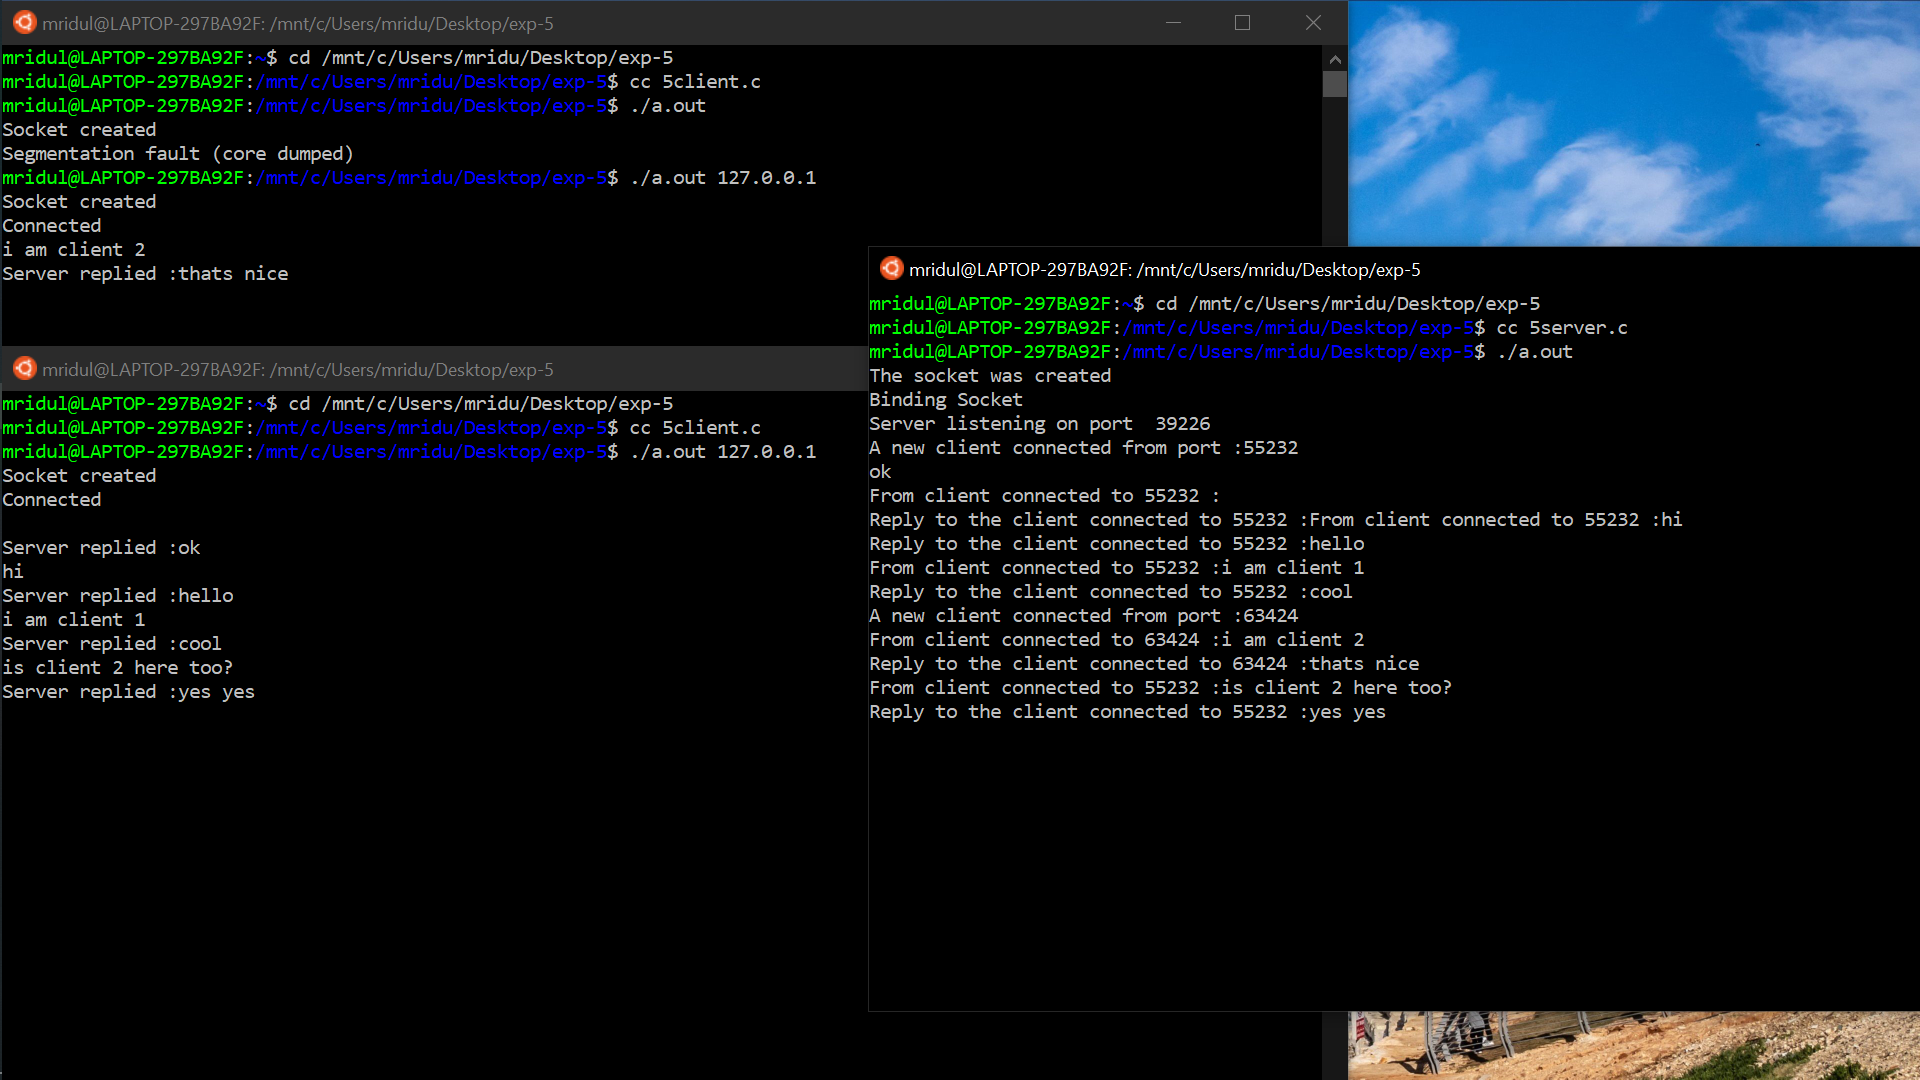 mridul@LAPTOP-297BA92F: /mnt/c/Users/mridu/Desktop/exp-5
mridul@LAPTOP-297BA92F:~$ cd /mnt/c/Users/mridu/Desktop/exp-5
mridul@LAPTOP-297BA92F:/mnt/c/Users/mridu/Desktop/exp-5$ cc 5client.c
mridul@LAPTOP-297BA92F:/mnt/c/Users/mridu/Desktop/exp-5$ ./a.out
Socket created
Segmentation fault (core dumped)
mridul@LAPTOP-297BA92F:/mnt/c/Users/mridu/Desktop/exp-5$ ./a.out 127.0.0.1
Socket created
Connected
i am client 2
Server replied :thats nice
mridul@LAPTOP-297BA92F: /mnt/c/Users/mridu/Desktop/exp-5
mridul@LAPTOP-297BA92F:~$ cd /mnt/c/Users/mridu/Desktop/exp-5
mridul@LAPTOP-297BA92F:/mnt/c/Users/mridu/Desktop/exp-5$ cc 5client.c
mridul@LAPTOP-297BA92F:/mnt/c/Users/mridu/Desktop/exp-5$ ./a.out 127.0.0.1
Socket created
Connected
Server replied :ok
hi
Server replied :hello
i am client 1
Server replied :cool
is client 2 here too?
Server replied :yes yes
mridul@LAPTOP-297BA92F: /mnt/c/Users/mridu/Desktop/exp-5
mridul@LAPTOP-297BA92F:~$ cd /mnt/c/Users/mridu/Desktop/exp-5
mridul@LAPTOP-297BA92F:/mnt/c/Users/mridu/Desktop/exp-5$ cc 5server.c
mridul@LAPTOP-297BA92F:/mnt/c/Users/mridu/Desktop/exp-5$ ./a.out
The socket was created
Binding Socket
Server listening on port  39226
A new client connected from port :55232
ok
From client connected to 55232 :
Reply to the client connected to 55232 :From client connected to 55232 :hi
Reply to the client connected to 55232 :hello
From client connected to 55232 :i am client 1
Reply to the client connected to 55232 :cool
A new client connected from port :63424
From client connected to 63424 :i am client 2
Reply to the client connected to 63424 :thats nice
From client connected to 55232 :is client 2 here too?
Reply to the client connected to 55232 :yes yes